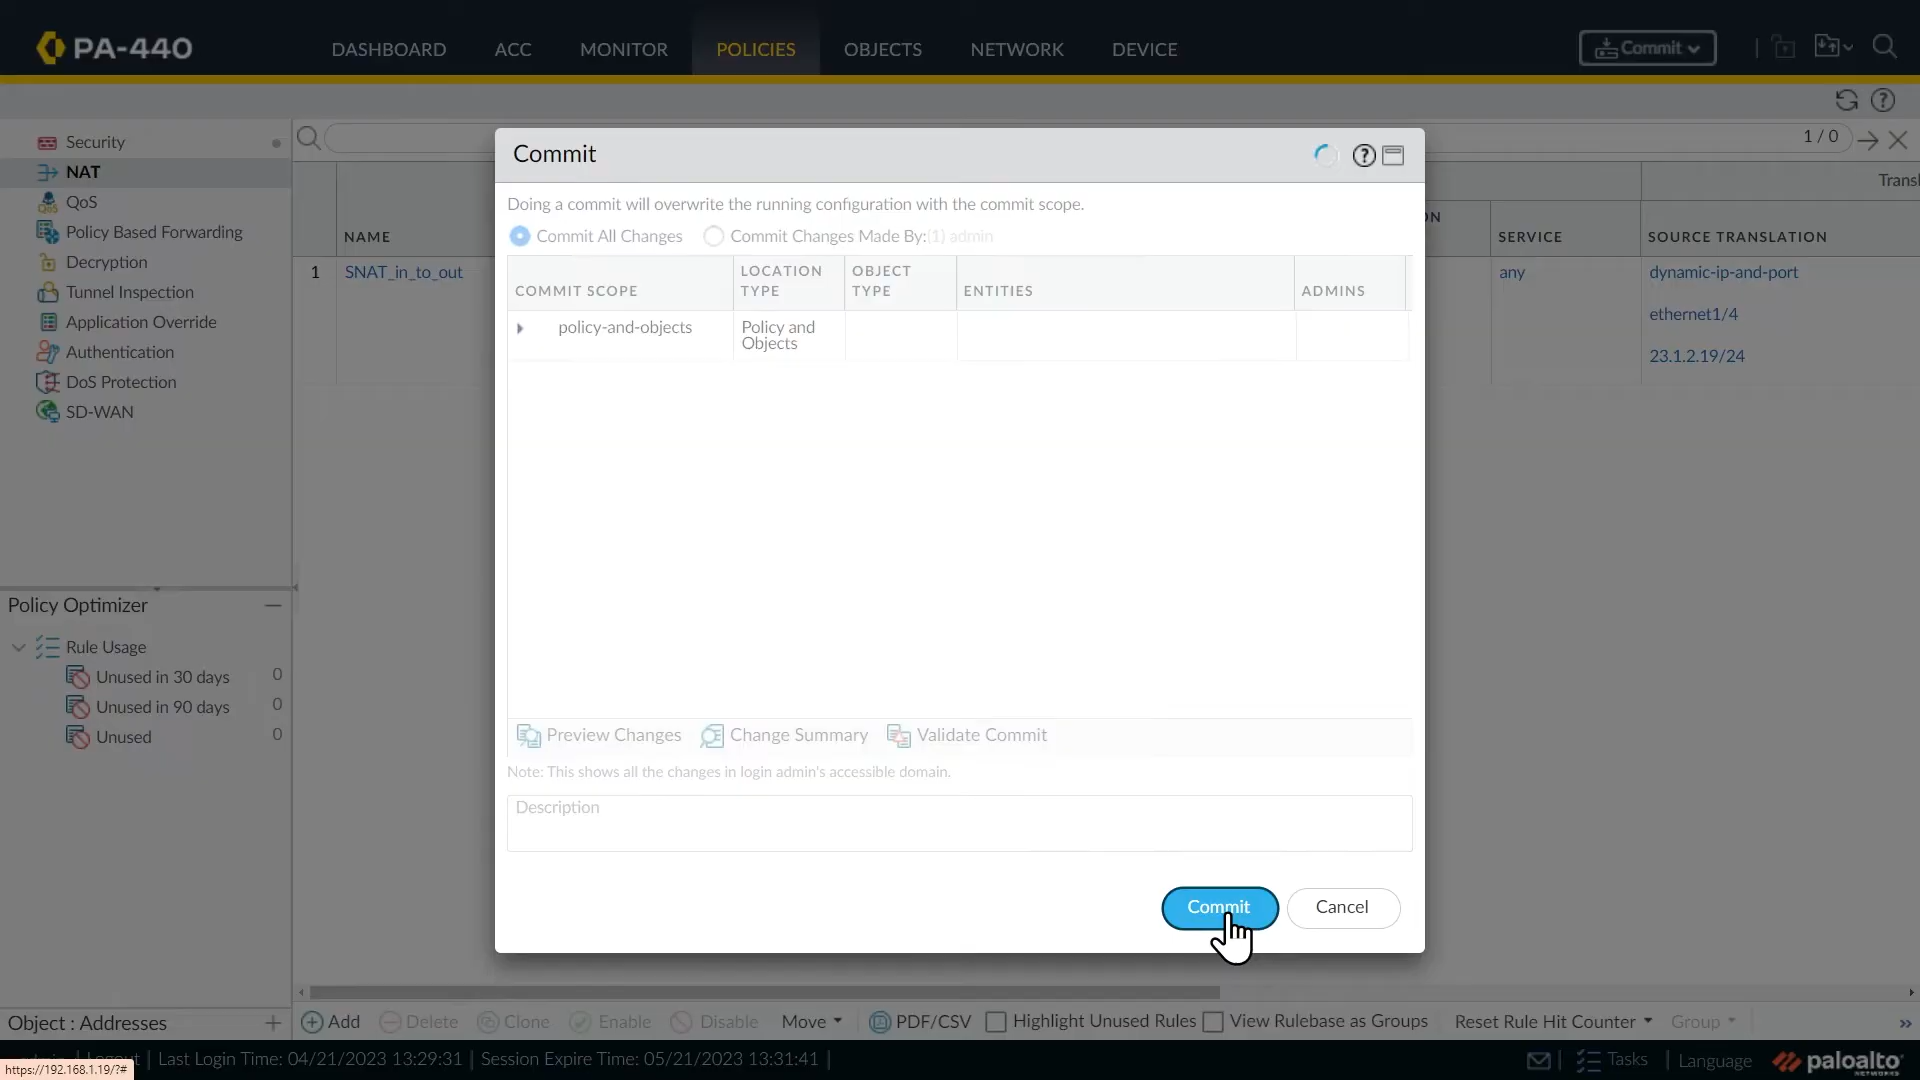 PA-440
DASHBOARD
ACC
MONITOR
POLICIES
OBJECTS
NETWORK
DEVICE
Commit
1 / 0
Security
NAT
QoS
Policy Based Forwarding
Decryption
Tunnel Inspection
Application Override
Authentication
DoS Protection
SD-WAN
NAME
1 SNAT_in_to_out
Commit
Doing a commit will overwrite the running configuration with the commit scope.
Commit All Changes
Commit Changes Made By:(1) admin
COMMIT SCOPE
LOCATION TYPE
OBJECT TYPE
ENTITIES
ADMINS
policy-and-objects
Policy and Objects
Preview Changes
Change Summary
Validate Commit
Note: This shows all the changes in login admin's accessible domain.
Description
Commit
Cancel
ON
SERVICE
Transl
SOURCE TRANSLATION
any
dynamic-ip-and-port
ethernet1/4
23.1.2.19/24
Policy Optimizer
Rule Usage
Unused in 30 days 0
Unused in 90 days 0
Unused 0
Object : Addresses
Add
Delete
Clone
Enable
Disable
Move
PDF/CSV
Highlight Unused Rules
View Rulebase as Groups
Reset Rule Hit Counter
Group
Logout | Last Login Time: 04/21/2023 13:29:31 | Session Expire Time: 05/21/2023 13:31:41 |
Tasks | Language
paloalto
NETWORKS
https://192.168.1.19/?#